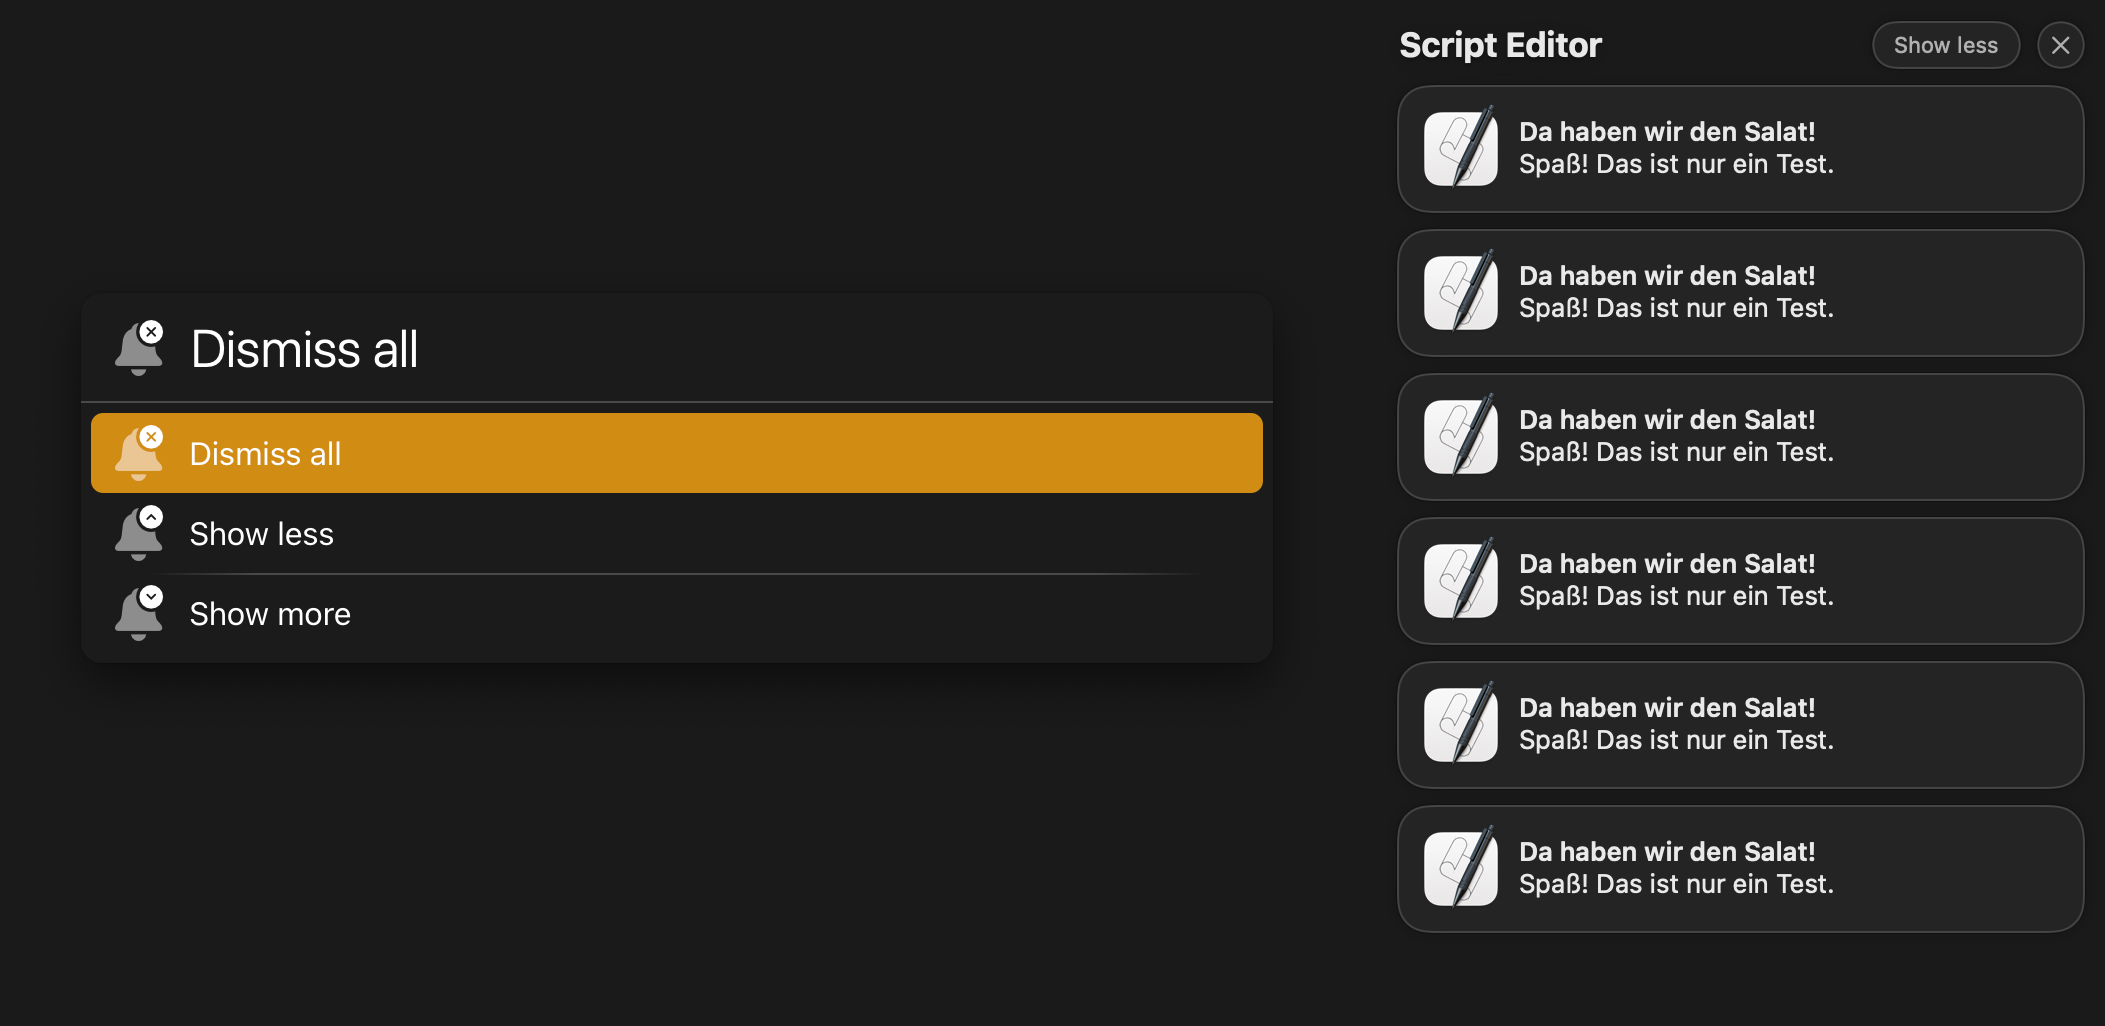 Dismiss all
Dismiss all
Show less
Show more
Script Editor
Show less
Da haben wir den Salat!
Spaß! Das ist nur ein Test.
Da haben wir den Salat!
Spaß! Das ist nur ein Test.
Da haben wir den Salat!
Spaß! Das ist nur ein Test.
Da haben wir den Salat!
Spaß! Das ist nur ein Test.
Da haben wir den Salat!
Spaß! Das ist nur ein Test.
Da haben wir den Salat!
Spaß! Das ist nur ein Test.